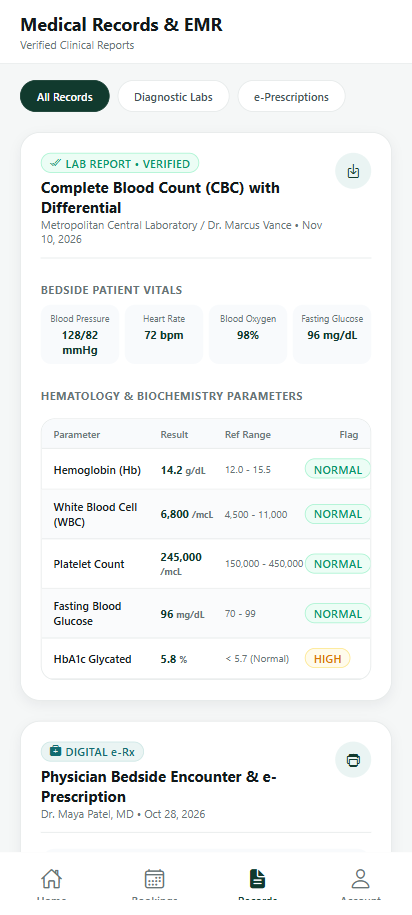 Medical Records & EMR
Verified Clinical Reports
All Records
Diagnostic Labs
e-Prescriptions
LAB REPORT • VERIFIED
Complete Blood Count (CBC) with
Differential
Metropolitan Central Laboratory / Dr. Marcus Vance • Nov
10, 2026
BEDSIDE PATIENT VITALS
Blood Pressure
128/82
mmHg
Heart Rate
72 bpm
Blood Oxygen
98%
Fasting Glucose
96 mg/dL
HEMATOLOGY & BIOCHEMISTRY PARAMETERS
Parameter Result Ref Range Flag
Hemoglobin (Hb) 14.2 g/dL 12.0 - 15.5 NORMAL
White Blood Cell
(WBC) 6,800 /mcL 4,500 - 11,000 NORMAL
Platelet Count 245,000
/mcL 150,000 - 450,000 NORMAL
Fasting Blood
Glucose 96 mg/dL 70 - 99 NORMAL
HbA1c Glycated 5.8 % < 5.7 (Normal) HIGH
DIGITAL e-Rx
Physician Bedside Encounter & e-
Prescription
Dr. Maya Patel, MD • Oct 28, 2026
Home Bookings Records Account